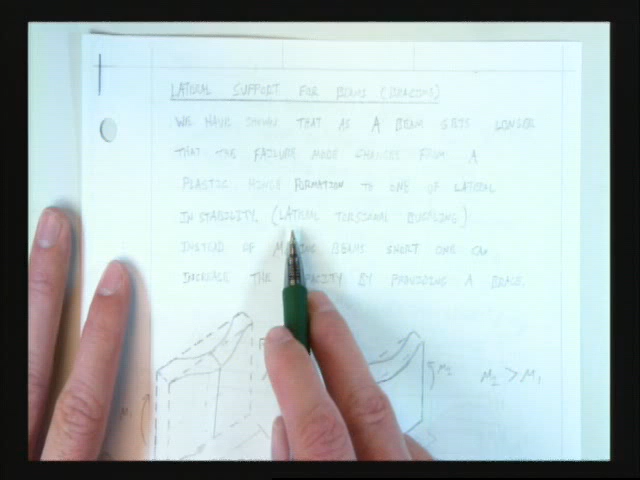 LATERAL SUPPORT FOR BEAMS (BRACING)
WE HAVE SHOWN THAT AS A BEAM GETS LONGER
THAT THE FAILURE MODE CHANGES FROM A
PLASTIC HINGE FORMATION TO ONE OF LATERAL
INSTABILITY. (LATERAL TORSIONAL BUCKLING)
INSTEAD OF BEAMS SHORT ONE CAN
INCREASE THE BY PROVIDING A BRACE.
M1 M2 M2 > M1